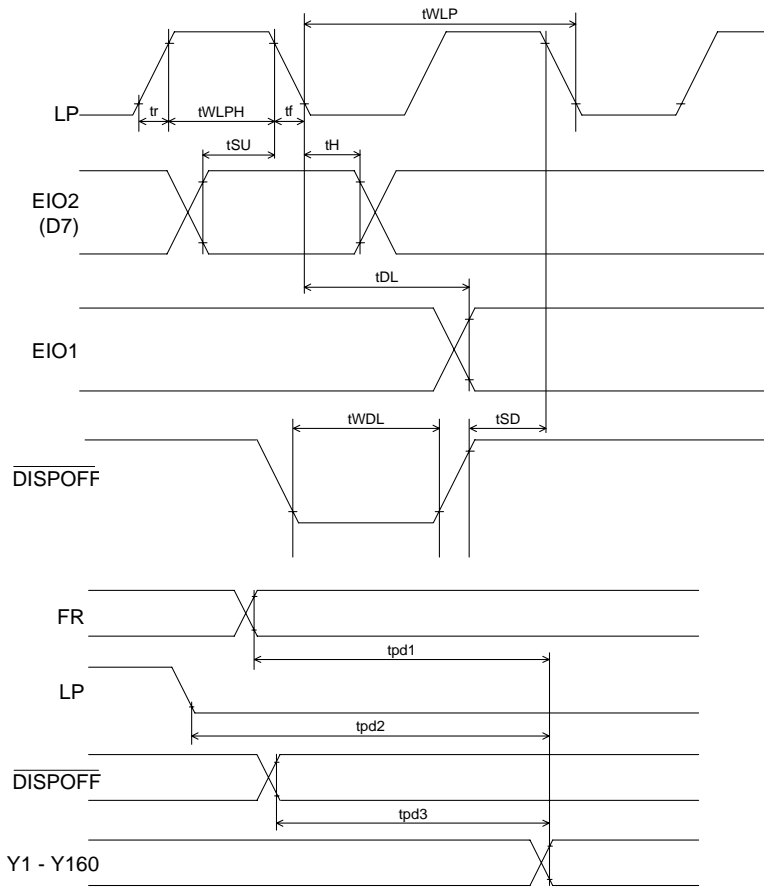 tWLP
LP
tr
tWLPH
tf
tSU
tH
EIO2
(D7)
tDL
EIO1
tWDL
tSD
DISPOFF
FR
tpd1
LP
tpd2
DISPOFF
tpd3
Y1 - Y160